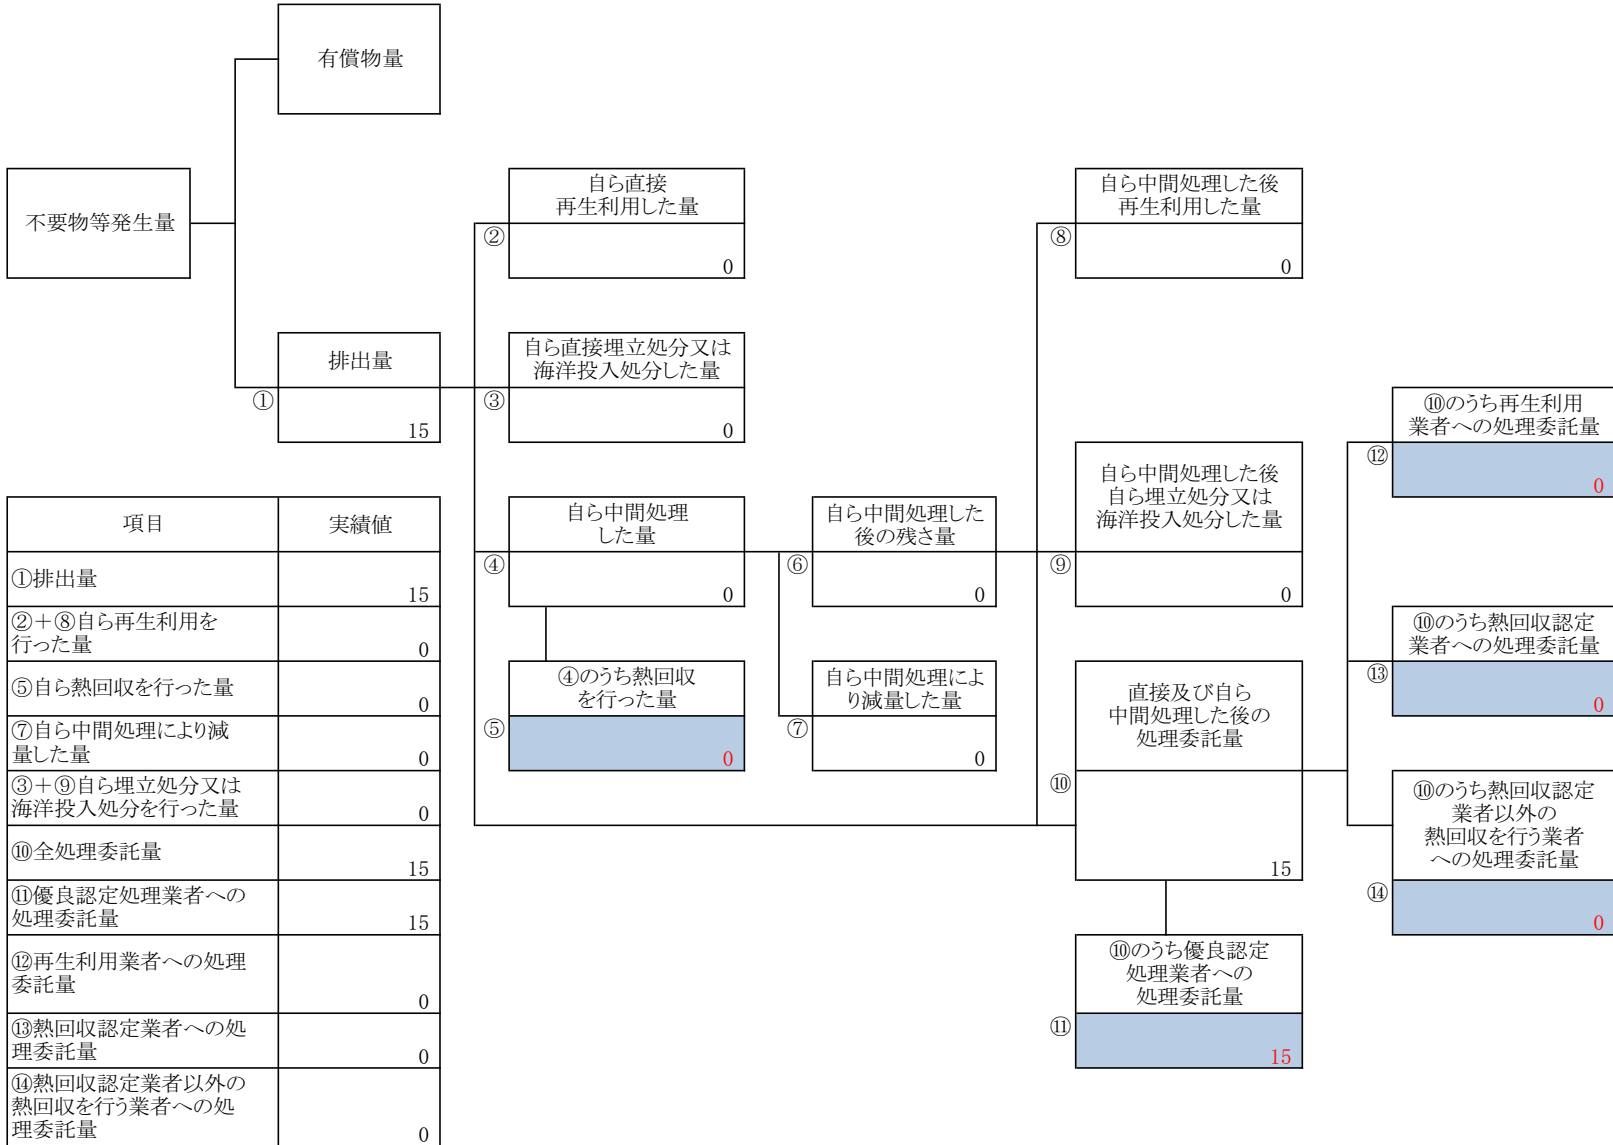 有償物量
不要物等発生量
自ら直接
再生利用した量
②
0
自ら中間処理した後
再生利用した量
⑧
0
排出量
①
15
自ら直接埋立処分又は
海洋投入処分した量
③
0
⑩のうち再生利用
業者への処理委託量
⑫
0
自ら中間処理
した量
④
0
自ら中間処理した
後の残さ量
⑥
0
自ら中間処理した後
自ら埋立処分又は
海洋投入処分した量
⑨
0
⑩のうち熱回収認定
業者への処理委託量
⑬
0
④のうち熱回収
を行った量
⑤
0
自ら中間処理によ
り減量した量
⑦
0
直接及び自ら
中間処理した後の
処理委託量
⑩
15
⑩のうち熱回収認定
業者以外の
熱回収を行う業者
への処理委託量
⑭
0
⑩のうち優良認定
処理業者への
処理委託量
⑪
15
項目 実績値
①排出量
15
②+⑧自ら再生利用を
行った量 0
⑤自ら熱回収を行った量
0
⑦自ら中間処理により減
量した量 0
③+⑨自ら埋立処分又は
海洋投入処分を行った量 0
⑩全処理委託量
15
⑪優良認定処理業者への
処理委託量 15
⑫再生利用業者への処理
委託量
0
⑬熱回収認定業者への処
理委託量 0
⑭熱回収認定業者以外の
熱回収を行う業者への処
理委託量 0